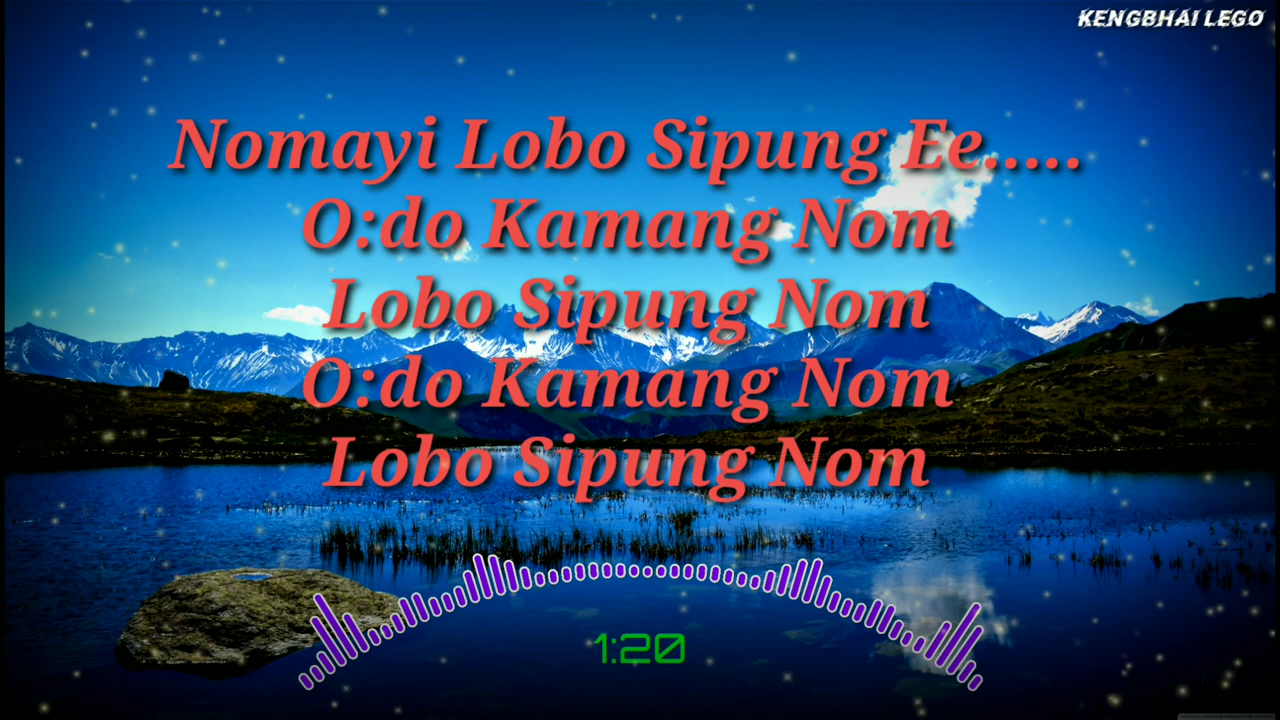 KENGBHAI LEGO
Nomayi Lobo Sipung Ee.....
O:do Kamang Nom
Lobo Sipung Nom
O:do Kamang Nom
Lobo Sipung Nom
1:20